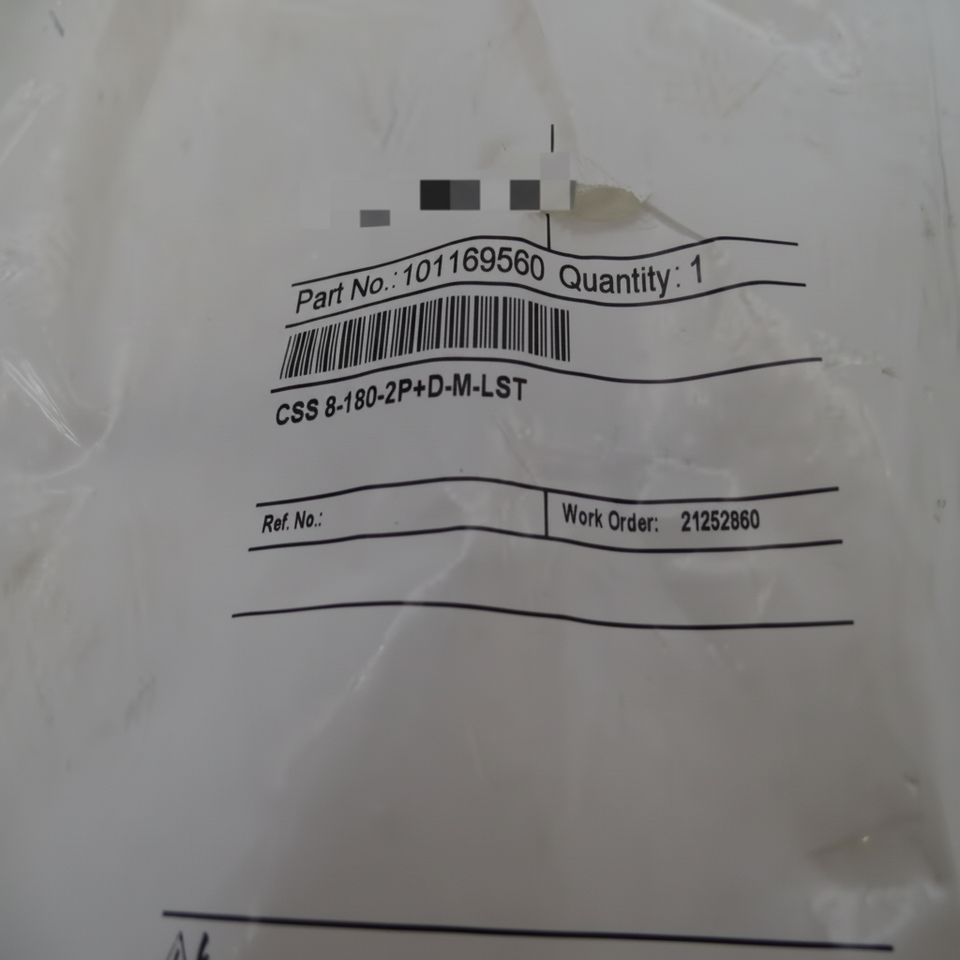 Part No.: 101169560 Quantity: 1
CSS 8-180-2P+D-M-LST
Ref. No.: Work Order: 21252860